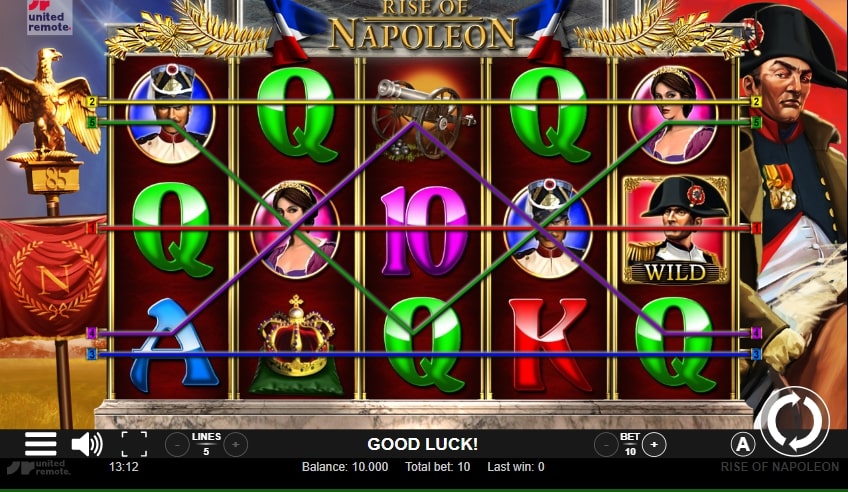 united
remote.
RISE OF
NAPOLEON
2 2
5 5
Q Q
85
Q 10
1 1
N
WILD
A Q K Q
4 4
3 3
LINES
5
GOOD LUCK!
BET
10
A
united
remote.
13:12
Balance: 10.000 Total bet: 10 Last win: 0
RISE OF NAPOLEON